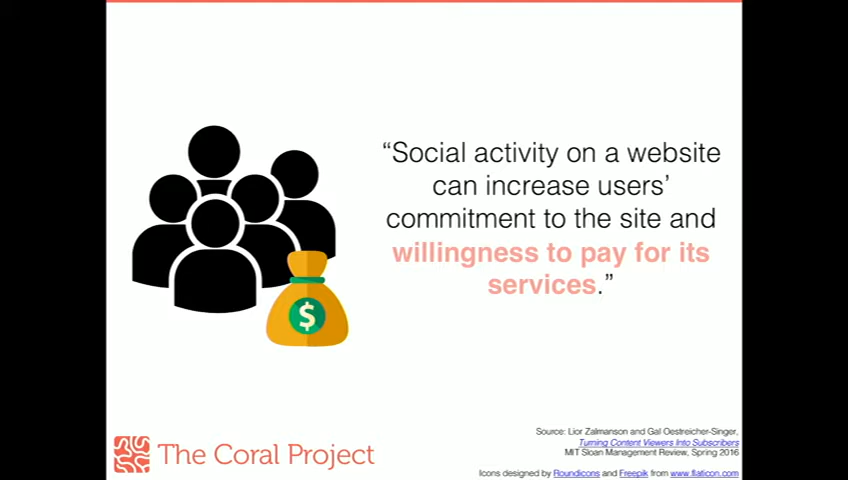 “Social activity on a website
can increase users’
commitment to the site and
willingness to pay for its
services.”
$
The Coral Project
Source: Lior Zalmanson and Gal Oestreicher-Singer,
Turning Content Viewers Into Subscribers
MIT Sloan Management Review, Spring 2016
Icons designed by Roundicons and Freepik from www.flaticon.com